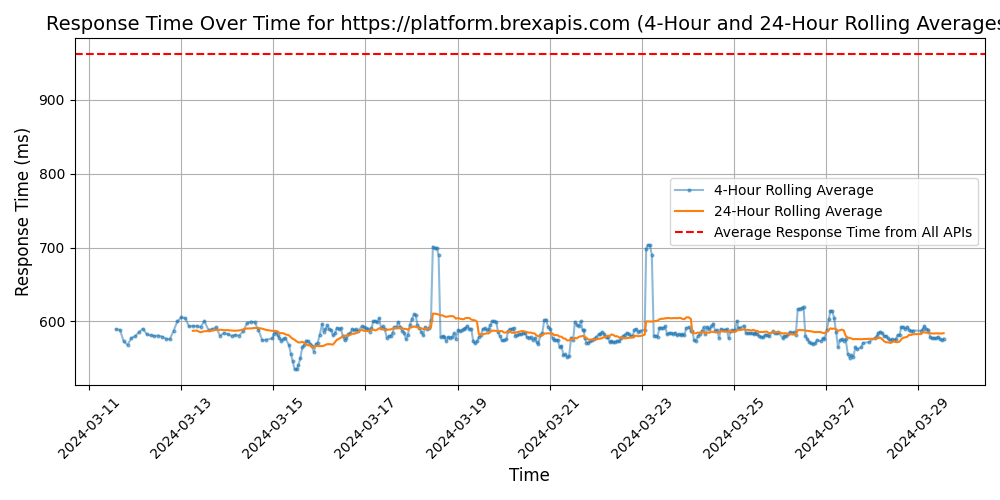 Response Time Over Time for https://platform.brexapis.com (4-Hour and 24-Hour Rolling Averages
Response Time (ms)
900
800
700
600
4-Hour Rolling Average
24-Hour Rolling Average
Average Response Time from All APIs
2024-03-11
2024-03-13
2024-03-15
2024-03-17
2024-03-19
2024-03-21
2024-03-23
2024-03-25
2024-03-27
2024-03-29
Time